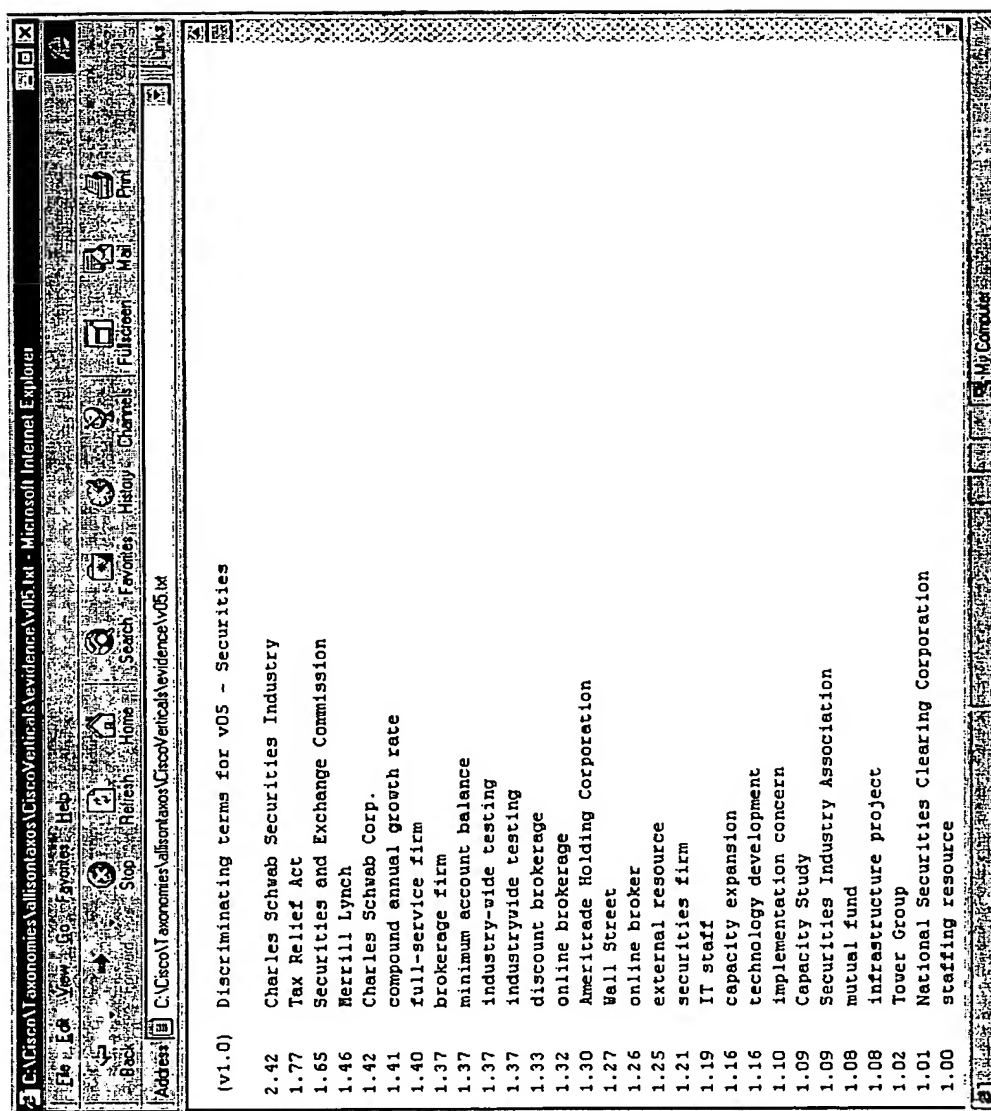 C:\Cisco\Taxonomies\allisontaxos\CiscoVerticals\evidence\v05.txt - Microsoft Internet Explorer
File Edit View Go Favorites Help
Back Stop Refresh Home Search Favorites History Channels Fullscreen Mail Print
Address C:\Cisco\Taxonomies\allisontaxos\CiscoVerticals\evidence\v05.txt Links
(v1.0) Discriminating terms for v05 - Securities
2.42 Charles Schwab Securities Industry
1.77 Tax Relief Act
1.65 Securities and Exchange Commission
1.46 Merrill Lynch
1.42 Charles Schwab Corp.
1.41 compound annual growth rate
1.40 full-service firm
1.37 brokerage firm
1.37 minimum account balance
1.37 industry-wide testing
1.37 industrywide testing
1.33 discount brokerage
1.32 online brokerage
1.30 Ameritrade Holding Corporation
1.27 Wall Street
1.26 online broker
1.25 external resource
1.21 securities firm
1.19 IT staff
1.16 capacity expansion
1.16 technology development
1.10 implementation concern
1.09 Capacity Study
1.09 Securities Industry Association
1.08 mutual fund
1.08 infrastructure project
1.02 Tower Group
1.01 National Securities Clearing Corporation
1.00 staffing resource
My Computer